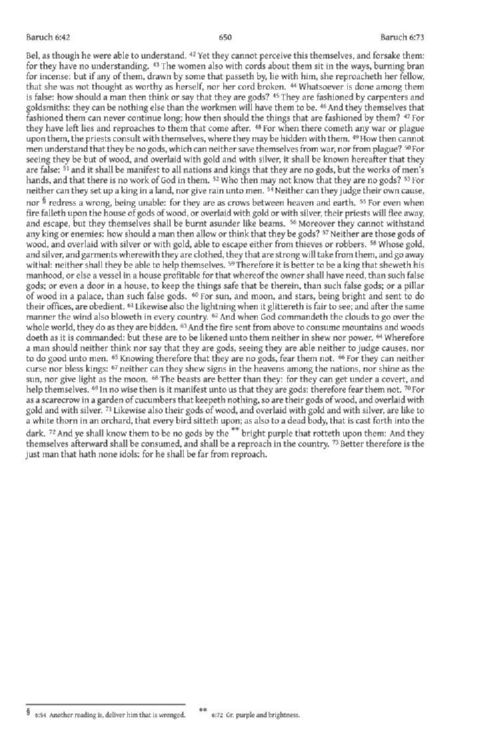 Baruch 6:42 650 Baruch 6:73
Bel, as though he were able to understand. 42 Yet they cannot perceive this themselves, and forsake them:
for they have no understanding. 43 The women also with cords about them sit in the ways, burning bran
for incense: but if any of them, drawn by some that passeth by, lie with him, she reproacheth her fellow,
that she was not thought as worthy as herself, nor her cord broken. 44 Whatsoever is done among them
is false: how should a man then think or say that they are gods? 45 They are fashioned by carpenters and
goldsmiths: they can be nothing else than the workmen will have them to be. 46 And they themselves that
fashioned them can never continue long; how then should the things that are fashioned by them? 47 For
they have left lies and reproaches to them that come after. 48 For when there cometh any war or plague
upon them, the priests consult with themselves, where they may be hidden with them. 49 How then cannot
men understand that they be no gods, which can neither save themselves from war, nor from plague? 50 For
seeing they be but of wood, and overlaid with gold and with silver, it shall be known hereafter that they
are false: 51 and it shall be manifest to all nations and kings that they are no gods, but the works of men's
hands, and that there is no work of God in them. 52 Who then may not know that they are no gods? 53 For
neither can they set up a king in a land, nor give rain unto men. 54 Neither can they judge their own cause,
nor § redress a wrong, being unable: for they are as crows between heaven and earth. 55 For even when
fire falleth upon the house of gods of wood, or overlaid with gold or with silver, their priests will flee away,
and escape, but they themselves shall be burnt asunder like beams. 56 Moreover they cannot withstand
any king or enemies: how should a man then allow or think that they be gods? 57 Neither are those gods of
wood, and overlaid with silver or with gold, able to escape either from thieves or robbers. 58 Whose gold,
and silver, and garments wherewith they are clothed, they that are strong will take from them, and go away
withal: neither shall they be able to help themselves. 59 Therefore it is better to be a king that sheweth his
manhood, or else a vessel in a house profitable for that whereof the owner shall have need, than such false
gods; or even a door in a house, to keep the things safe that be therein, than such false gods; or a pillar
of wood in a palace, than such false gods. 60 For sun, and moon, and stars, being bright and sent to do
their offices, are obedient. 61 Likewise also the lightning when it glittereth is fair to see; and after the same
manner the wind also bloweth in every country. 62 And when God commandeth the clouds to go over the
whole world, they do as they are bidden. 63 And the fire sent from above to consume mountains and woods
doeth as it is commanded: but these are to be likened unto them neither in shew nor power. 64 Wherefore
a man should neither think nor say that they are gods, seeing they are able neither to judge causes, nor
to do good unto men. 65 Knowing therefore that they are no gods, fear them not. 66 For they can neither
curse nor bless kings: 67 neither can they shew signs in the heavens among the nations, nor shine as the
sun, nor give light as the moon. 68 The beasts are better than they: for they can get under a covert, and
help themselves. 69 In no wise then is it manifest unto us that they are gods: therefore fear them not. 70 For
as a scarecrow in a garden of cucumbers that keepeth nothing, so are their gods of wood, and overlaid with
gold and with silver. 71 Likewise also their gods of wood, and overlaid with gold and with silver, are like to
a white thorn in an orchard, that every bird sitteth upon; as also to a dead body, that is cast forth into the
dark. 72 And ye shall know them to be no gods by the ** bright purple that rotteth upon them: And they
themselves afterward shall be consumed, and shall be a reproach in the country. 73 Better therefore is the
just man that hath none idols: for he shall be far from reproach.
§ 6:54 Another reading is, deliver him that is wronged. ** 6:72 Gr. purple and brightness.